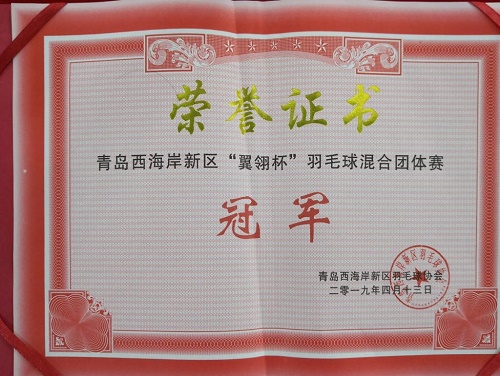 荣誉证书
青岛西海岸新区“翼翎杯”羽毛球混合团体赛
冠军
青岛西海岸新区羽毛球协会
二零一九年四月十三日